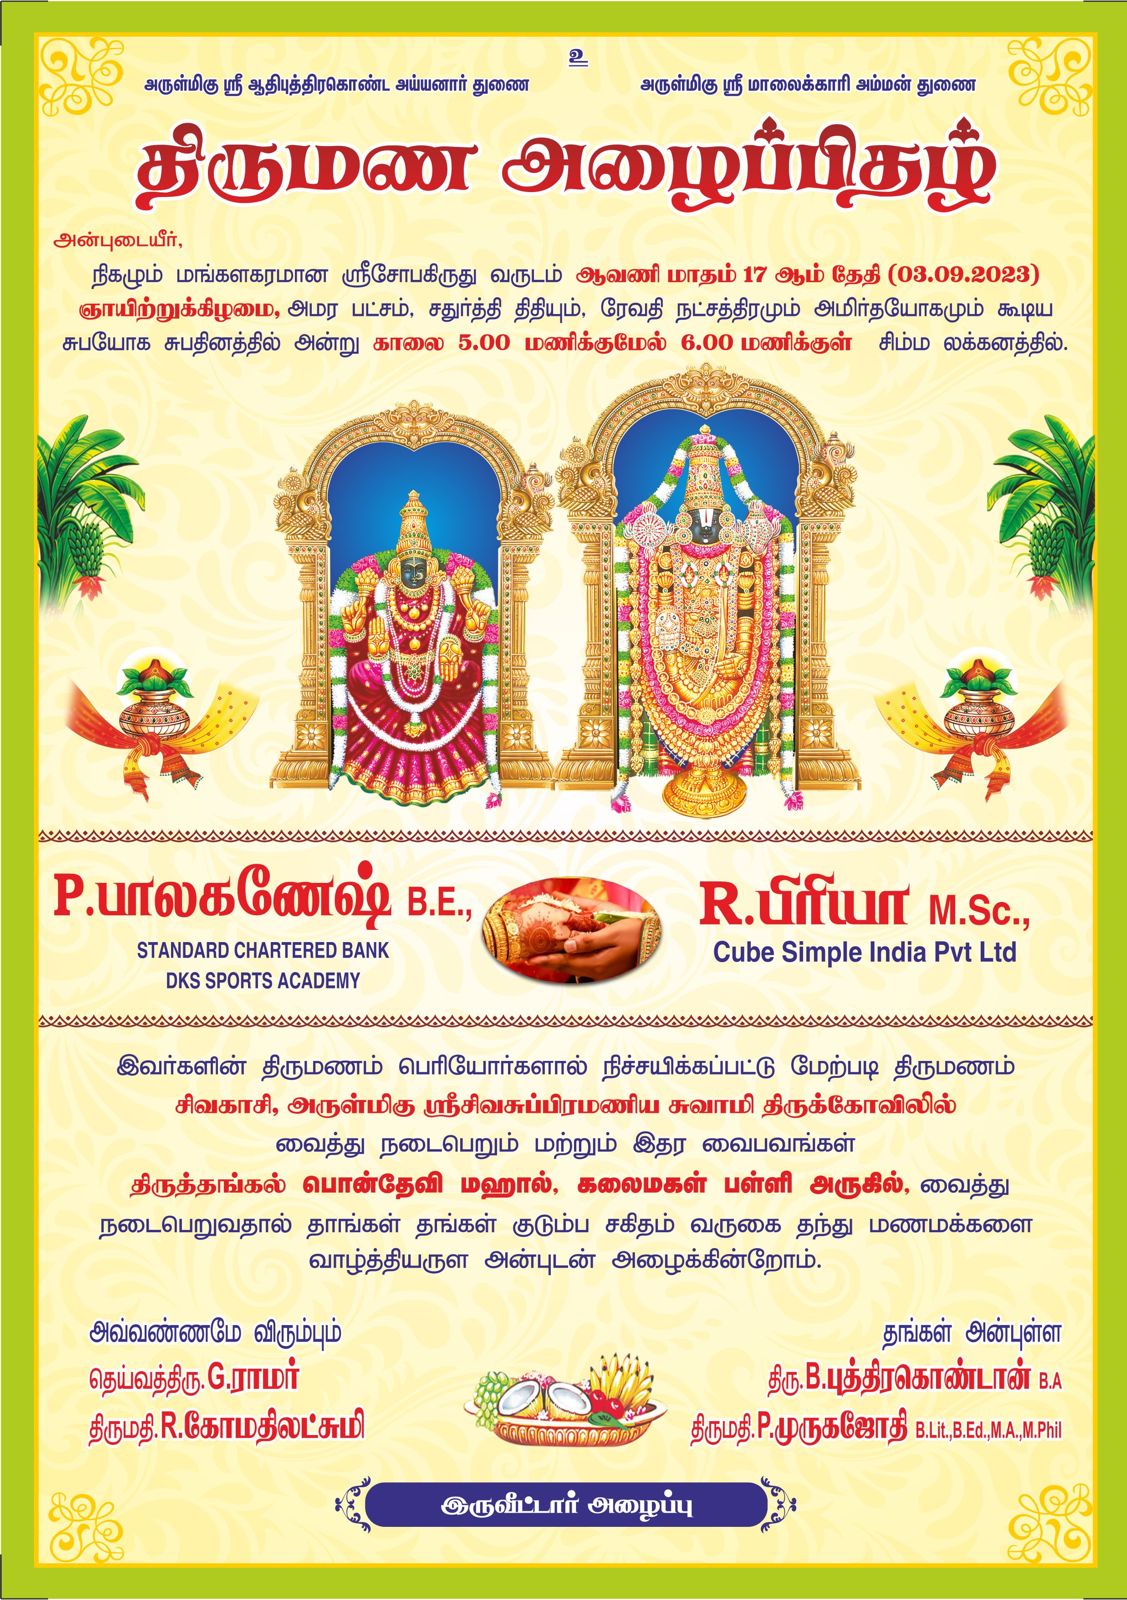 உ
அருள்மிகு ஸ்ரீ ஆதிபுத்திரகொண்ட அய்யனார் துணை
அருள்மிகு ஸ்ரீ மாலைக்காரி அம்மன் துணை
திருமண அழைப்பிதழ்
அன்புடையீர்,
நிகழும் மங்களகரமான ஸ்ரீசோபகிருது வருடம் ஆவணி மாதம் 17 ஆம் தேதி (03.09.2023)
ஞாயிற்றுக்கிழமை, அமர பட்சம், சதுர்த்தி திதியும், ரேவதி நட்சத்திரமும் அமிர்தயோகமும் கூடிய
சுபயோக சுபதினத்தில் அன்று காலை 5.00 மணிக்குமேல் 6.00 மணிக்குள் சிம்ம லக்கனத்தில்.
P.பாலகணேஷ் B.E.,
STANDARD CHARTERED BANK
DKS SPORTS ACADEMY
R.பிரியா M.Sc.,
Cube Simple India Pvt Ltd
இவர்களின் திருமணம் பெரியோர்களால் நிச்சயிக்கப்பட்டு மேற்படி திருமணம்
சிவகாசி, அருள்மிகு ஸ்ரீசிவசுப்பிரமணிய சுவாமி திருக்கோவிலில்
வைத்து நடைபெறும் மற்றும் இதர வைபவங்கள்
திருத்தங்கல் பொன்தேவி மஹால், கலைமகள் பள்ளி அருகில், வைத்து
நடைபெறுவதால் தாங்கள் தங்கள் குடும்ப சகிதம் வருகை தந்து மணமக்களை
வாழ்த்தியருள அன்புடன் அழைக்கின்றோம்.
அவ்வண்ணமே விரும்பும்
தெய்வத்திரு.G.ராமர்
திருமதி.R.கோமதிலட்சுமி
தங்கள் அன்புள்ள
திரு.B.புத்திரகொண்டான் B.A
திருமதி.P.முருகஜோதி B.Lit.,B.Ed.,M.A.,M.Phil
இருவீட்டார் அழைப்பு